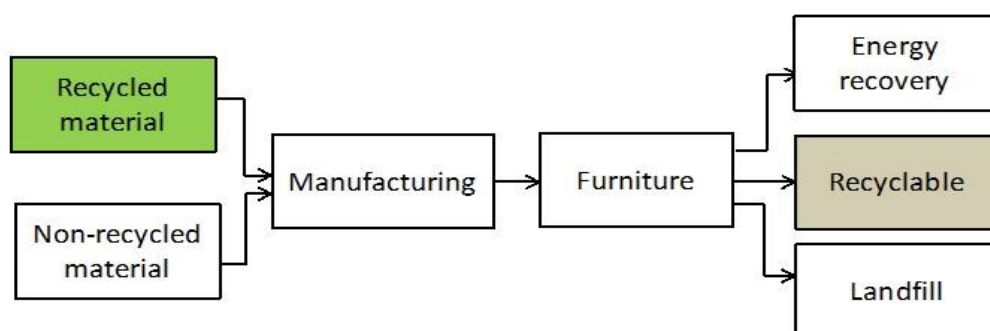 Recycled
material
Non-recycled
material
Manufacturing
Furniture
Energy
recovery
Recyclable
Landfill